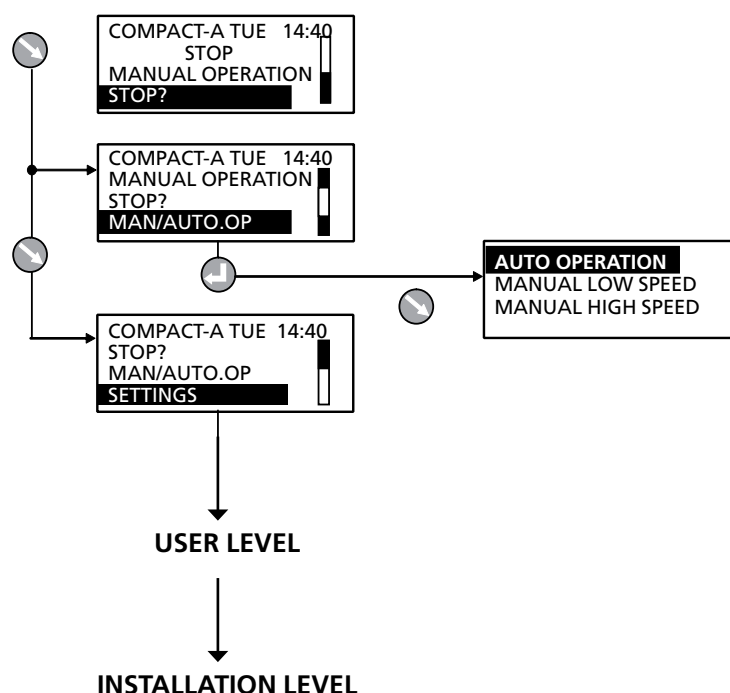 COMPACT-A TUE 14:40
STOP
MANUAL OPERATION
STOP?
COMPACT-A TUE 14:40
MANUAL OPERATION
STOP?
MAN/AUTO.OP
AUTO OPERATION
MANUAL LOW SPEED
MANUAL HIGH SPEED
COMPACT-A TUE 14:40
STOP?
MAN/AUTO.OP
SETTINGS
USER LEVEL
INSTALLATION LEVEL